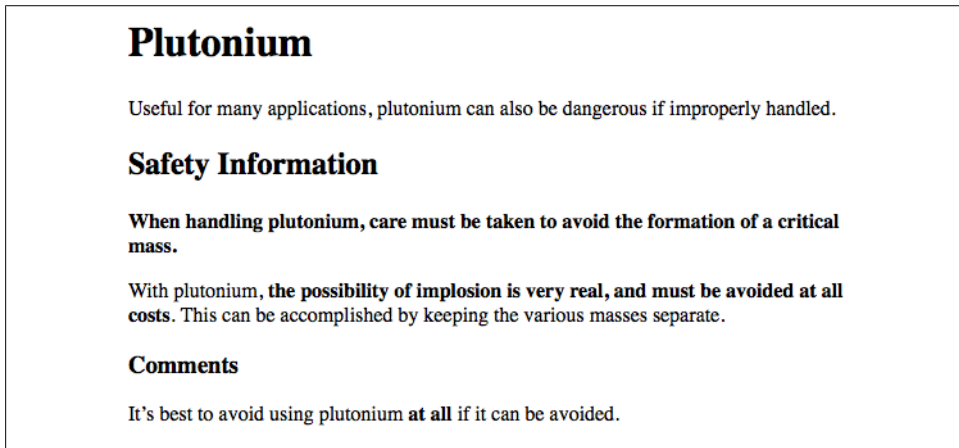 Plutonium
Useful for many applications, plutonium can also be dangerous if improperly handled.
Safety Information
When handling plutonium, care must be taken to avoid the formation of a critical
mass.
With plutonium, the possibility of implosion is very real, and must be avoided at all
costs. This can be accomplished by keeping the various masses separate.
Comments
It’s best to avoid using plutonium at all if it can be avoided.